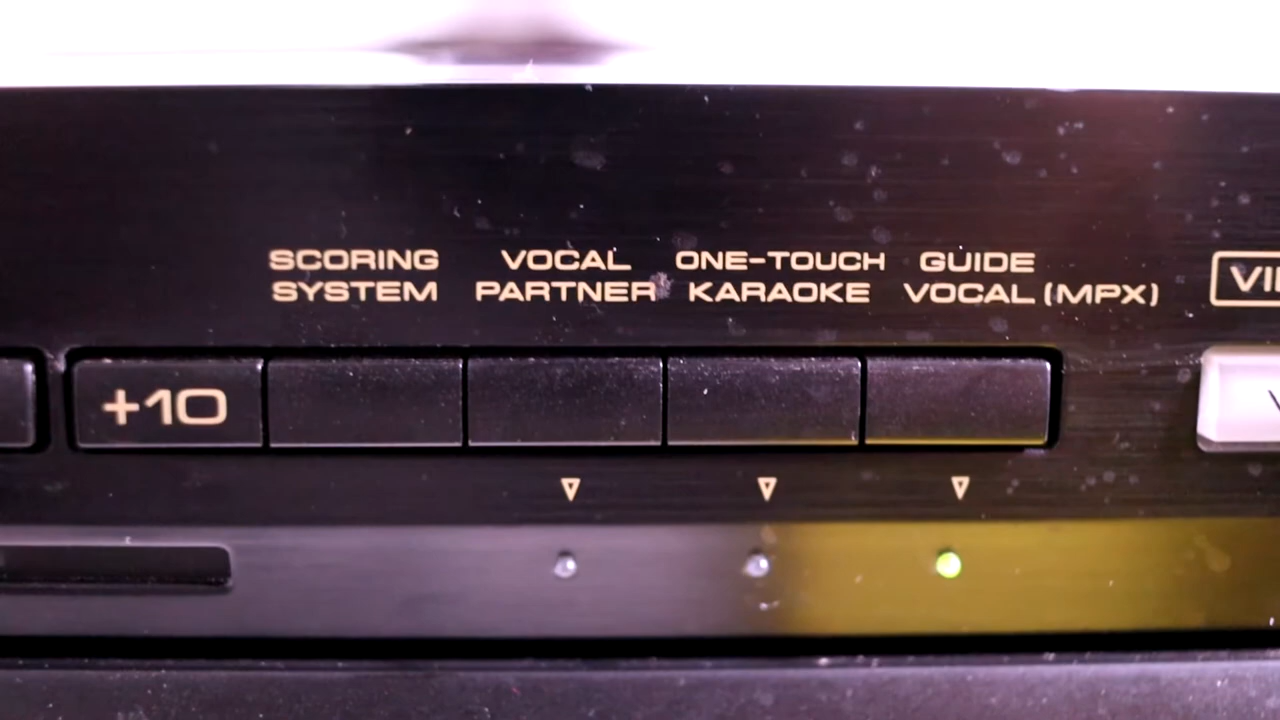 SCORING SYSTEM
VOCAL PARTNER
ONE-TOUCH KARAOKE
GUIDE VOCAL (MPX)
+10